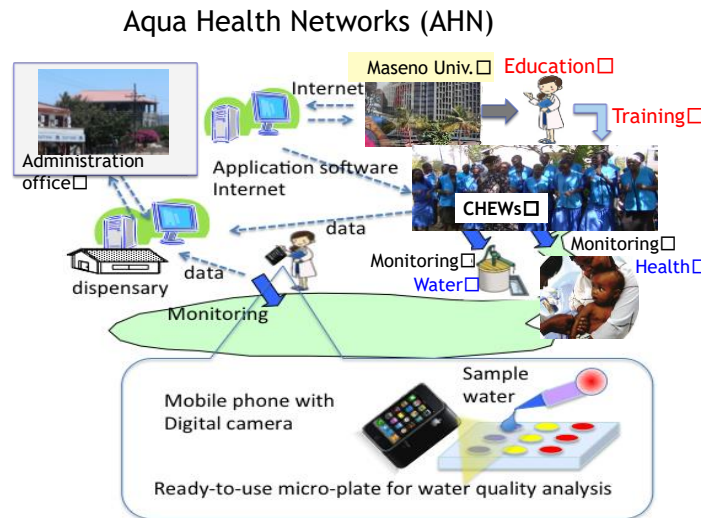 Aqua Health Networks (AHN)
Internet
Maseno Univ.□
Education□
Training□
Administration
office□
Application software
Internet
CHEWs□
data
data
dispensary
Monitoring□
Water□
Monitoring□
Health□
Monitoring
Mobile phone with
Digital camera
Sample
water
Ready-to-use micro-plate for water quality analysis